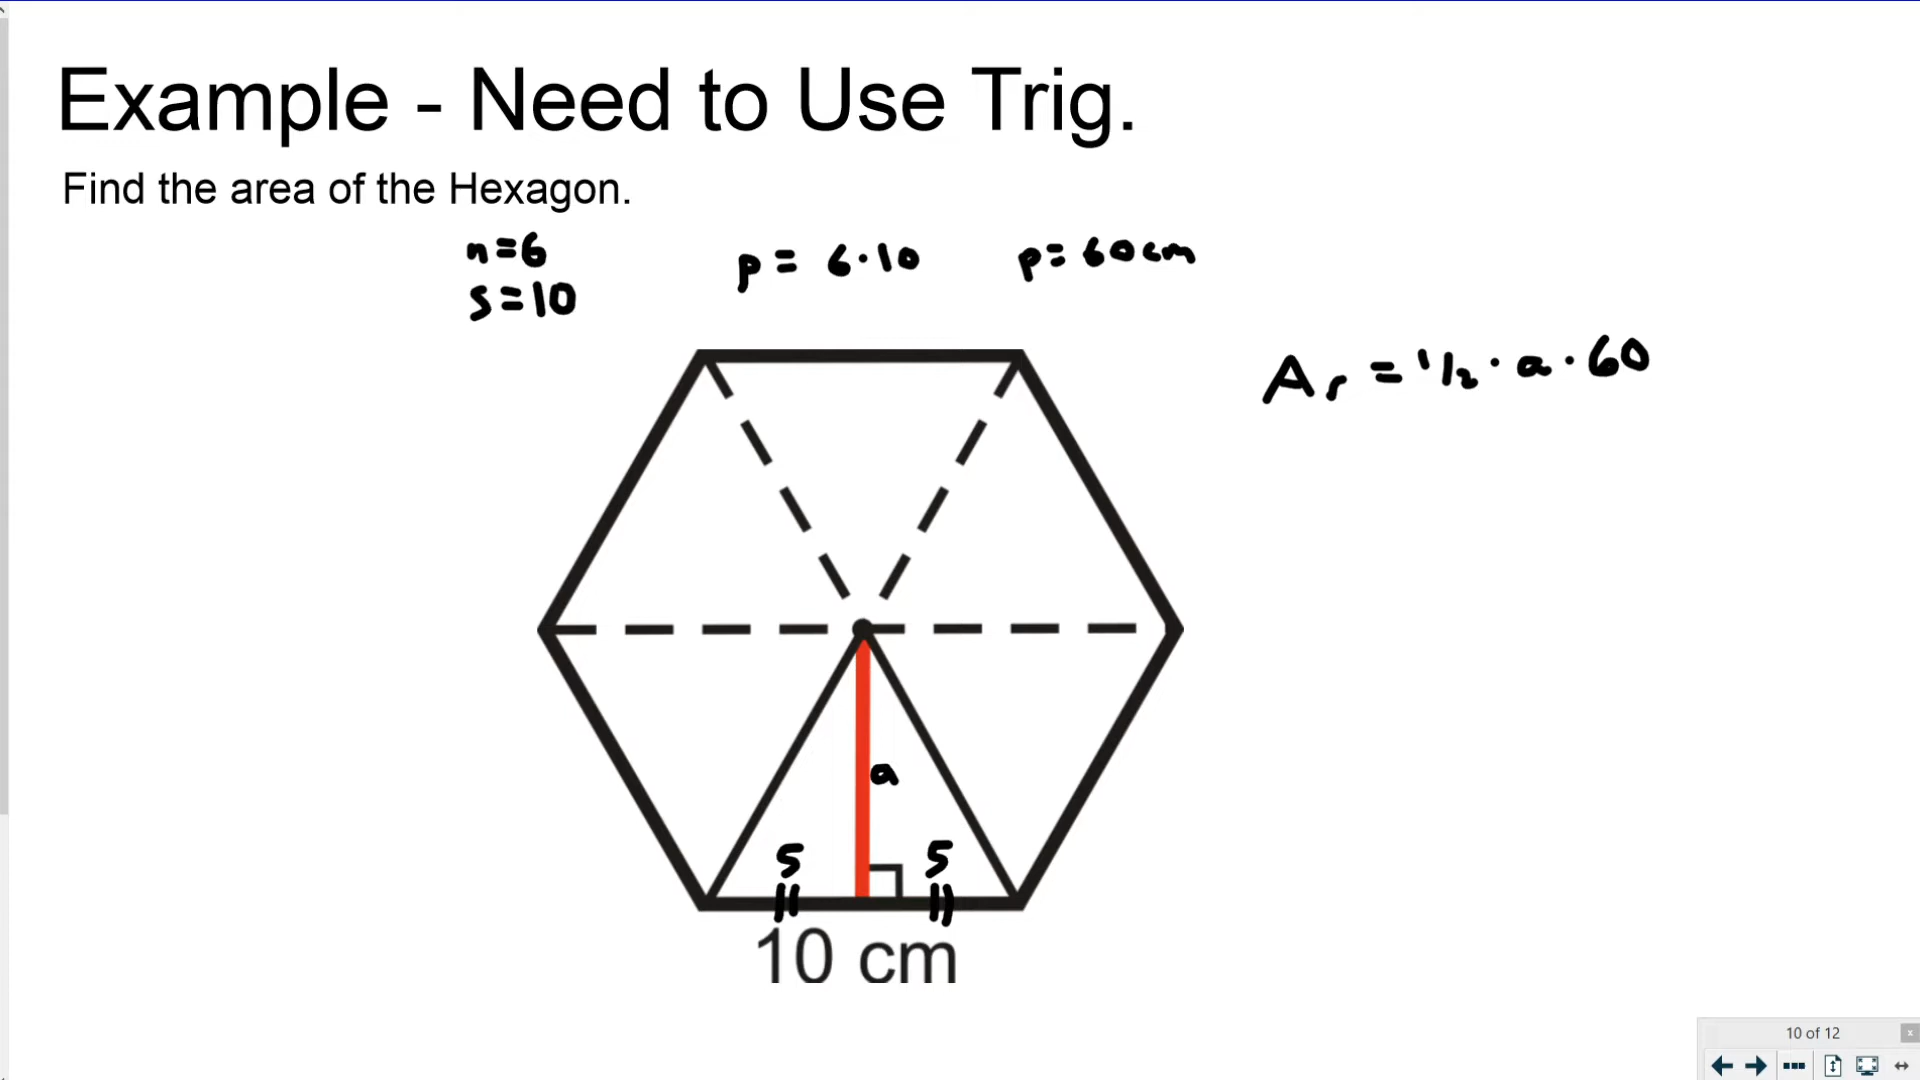 Example - Need to Use Trig.
Find the area of the Hexagon.
n=6
s=10
p = 6·10
p= 60cm
Ar = 1/2 · a · 60
a
5
5
10 cm
10 of 12
x